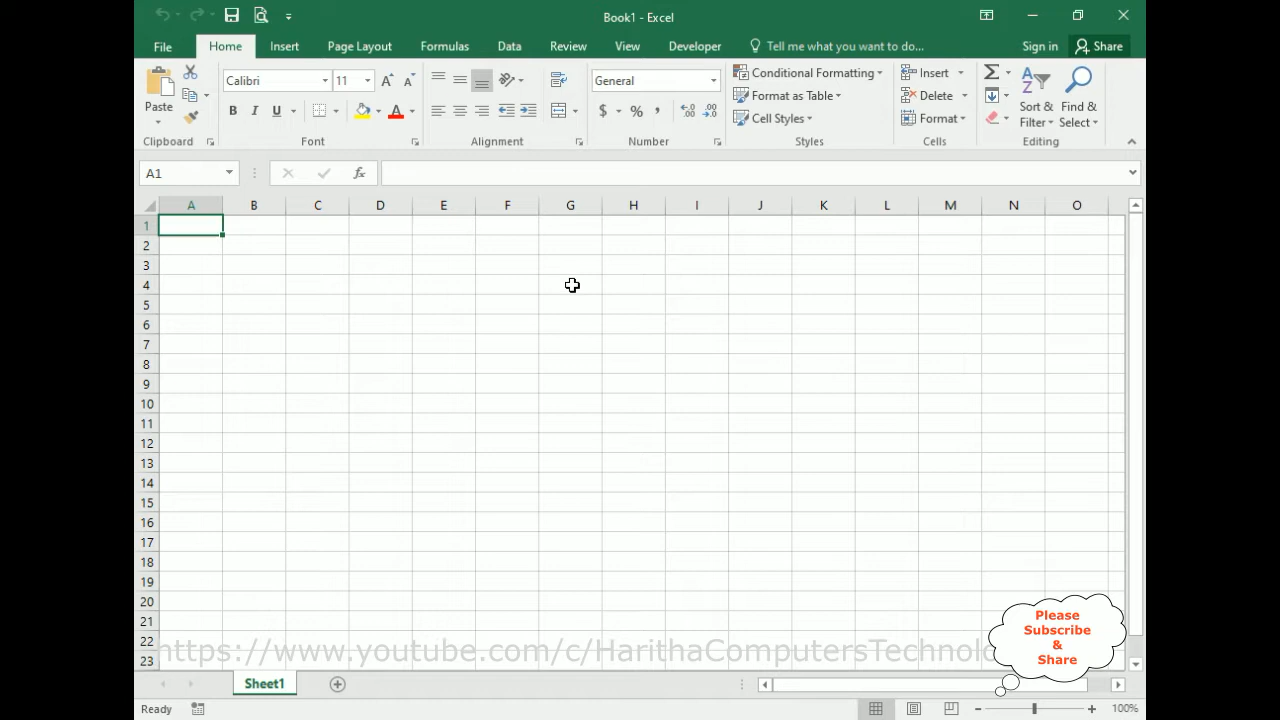 Book1 - Excel
File Home Insert Page Layout Formulas Data Review View Developer Tell me what you want to do... Sign in Share
Paste
Calibri 11
B I U A
General
$ % ,
Conditional Formatting
Format as Table
Cell Styles
Insert
Delete
Format
Sort & Filter
Find & Select
Clipboard Font Alignment Number Styles Cells Editing
A1 fx
A B C D E F G H I J K L M N O
1
2
3
4
5
6
7
8
9
10
11
12
13
14
15
16
17
18
19
20
21
22
23
https://www.youtube.com/c/HarithaComputersTechnolo
Please
Subscribe
&
Share
Sheet1
Ready 100%